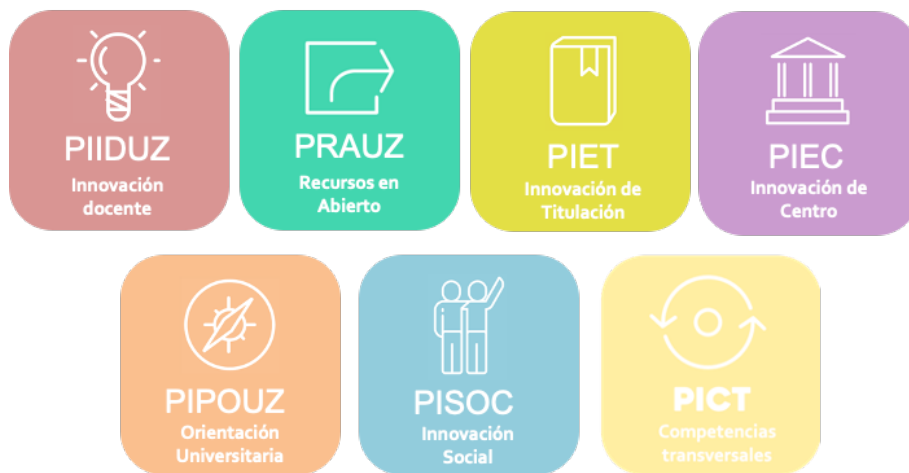 PIIDUZ
Innovación
docente
PRAUZ
Recursos en
Abierto
PIET
Innovación de
Titulación
PIEC
Innovación de
Centro
PIPOUZ
Orientación
Universitaria
PISOC
Innovación
Social
PICT
Competencias
transversales